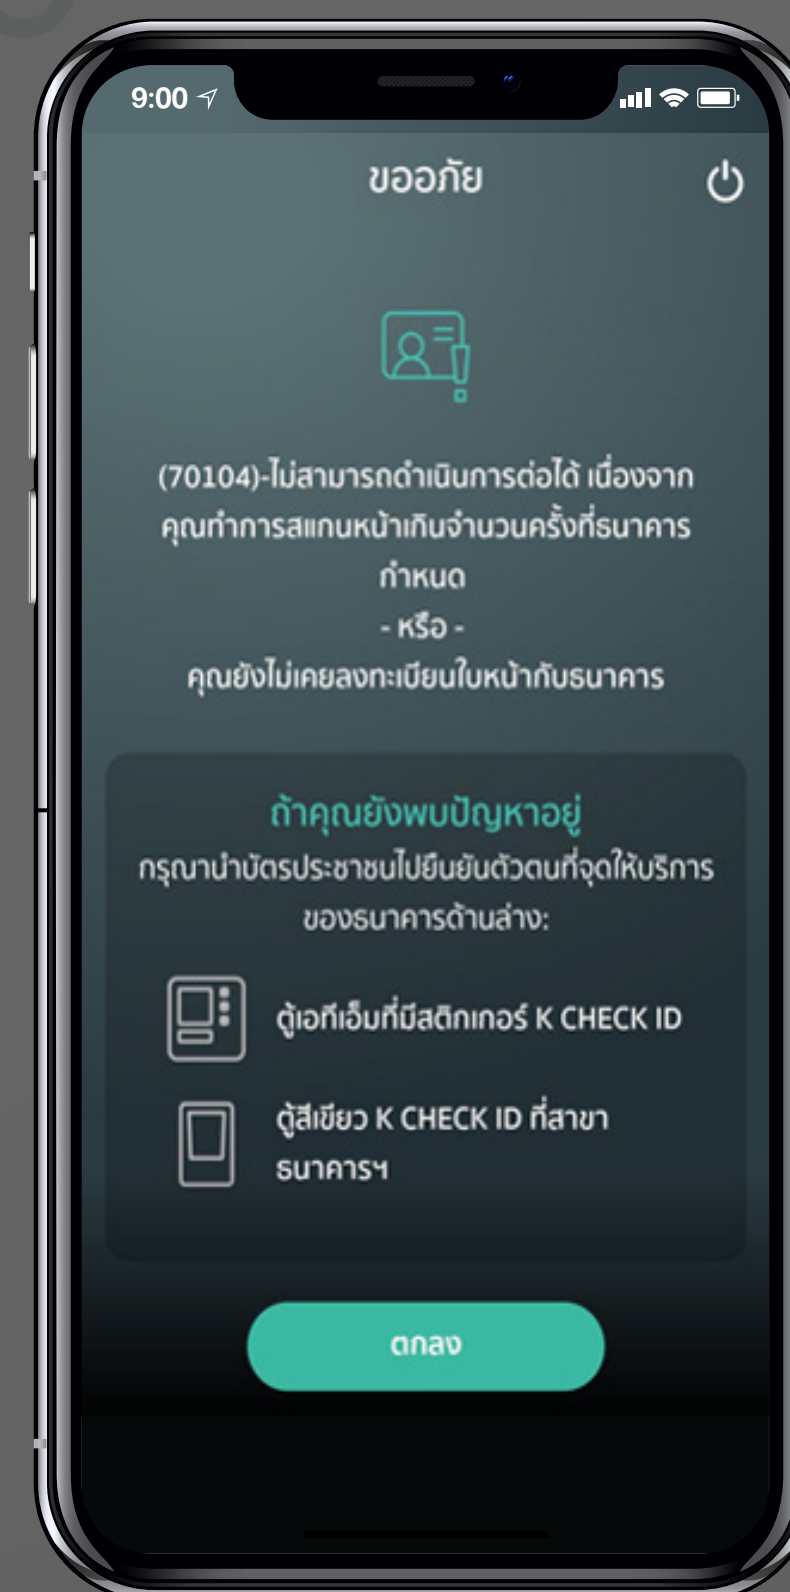 9:00
ขออภัย
(70104)-ไม่สามารถดำเนินการต่อได้ เนื่องจาก
คุณทำการสแกนหน้าเกินจำนวนครั้งที่ธนาคาร
กำหนด
- หรือ -
คุณยังไม่เคยลงทะเบียนใบหน้ากับธนาคาร
ถ้าคุณยังพบปัญหาอยู่
กรุณานำบัตรประชาชนไปยืนยันตัวตนที่จุดให้บริการ
ของธนาคารด้านล่าง:
ตู้เอทีเอ็มที่มีสติกเกอร์ K CHECK ID
ตู้สีเขียว K CHECK ID ที่สาขา
ธนาคารฯ
ตกลง